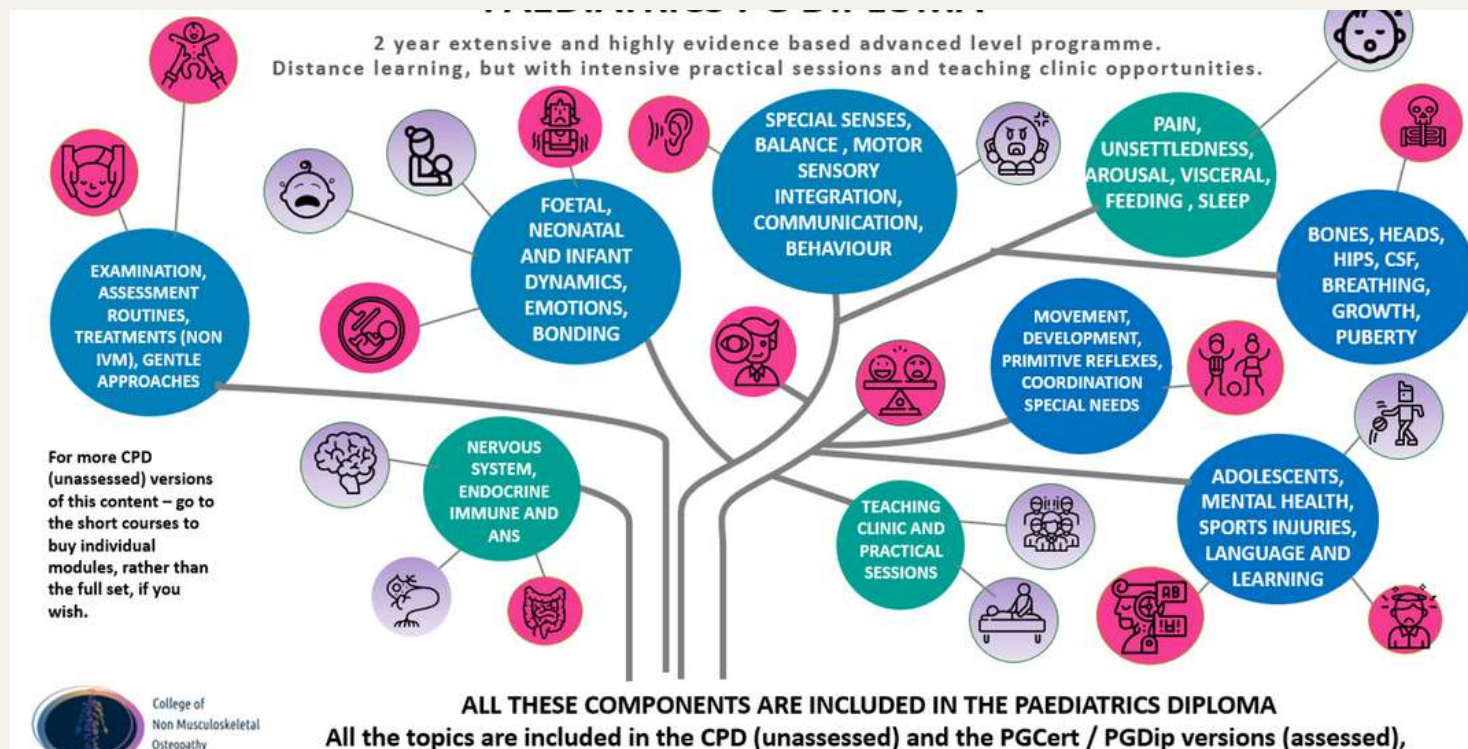 PAEDIATRICS PG DIPLOMA
2 year extensive and highly evidence based advanced level programme.
Distance learning, but with intensive practical sessions and teaching clinic opportunities.
EXAMINATION,
ASSESSMENT
ROUTINES,
TREATMENTS (NON
IVM), GENTLE
APPROACHES
FOETAL,
NEONATAL
AND INFANT
DYNAMICS,
EMOTIONS,
BONDING
SPECIAL SENSES,
BALANCE , MOTOR
SENSORY
INTEGRATION,
COMMUNICATION,
BEHAVIOUR
PAIN,
UNSETTLEDNESS,
AROUSAL, VISCERAL,
FEEDING , SLEEP
BONES, HEADS,
HIPS, CSF,
BREATHING,
GROWTH,
PUBERTY
MOVEMENT,
DEVELOPMENT,
PRIMITIVE REFLEXES,
COORDINATION
SPECIAL NEEDS
For more CPD
(unassessed) versions
of this content – go to
the short courses to
buy individual
modules, rather than
the full set, if you
wish.
NERVOUS
SYSTEM,
ENDOCRINE
IMMUNE AND
ANS
TEACHING
CLINIC AND
PRACTICAL
SESSIONS
ADOLESCENTS,
MENTAL HEALTH,
SPORTS INJURIES,
LANGUAGE AND
LEARNING
AB
College of
Non Musculoskeletal
Osteopathy
ALL THESE COMPONENTS ARE INCLUDED IN THE PAEDIATRICS DIPLOMA
All the topics are included in the CPD (unassessed) and the PGCert / PGDip versions (assessed),